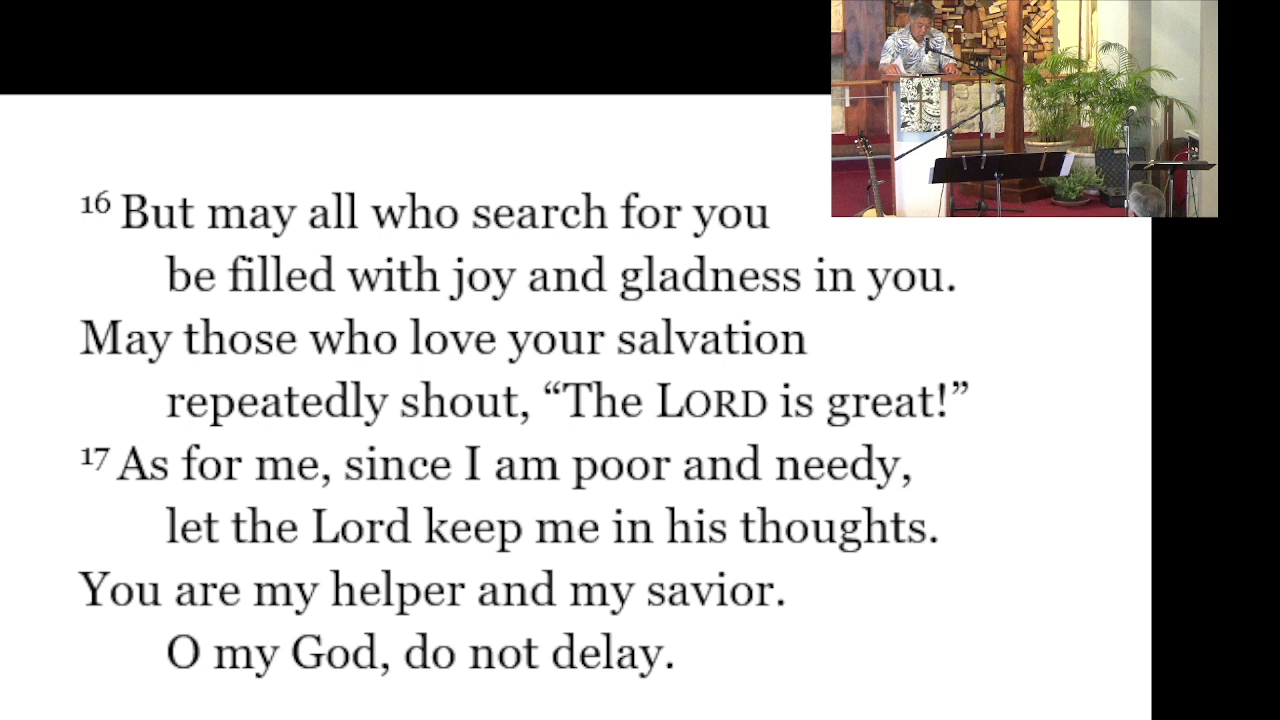 16 But may all who search for you
be filled with joy and gladness in you.
May those who love your salvation
repeatedly shout, “The LORD is great!”
17 As for me, since I am poor and needy,
let the Lord keep me in his thoughts.
You are my helper and my savior.
O my God, do not delay.